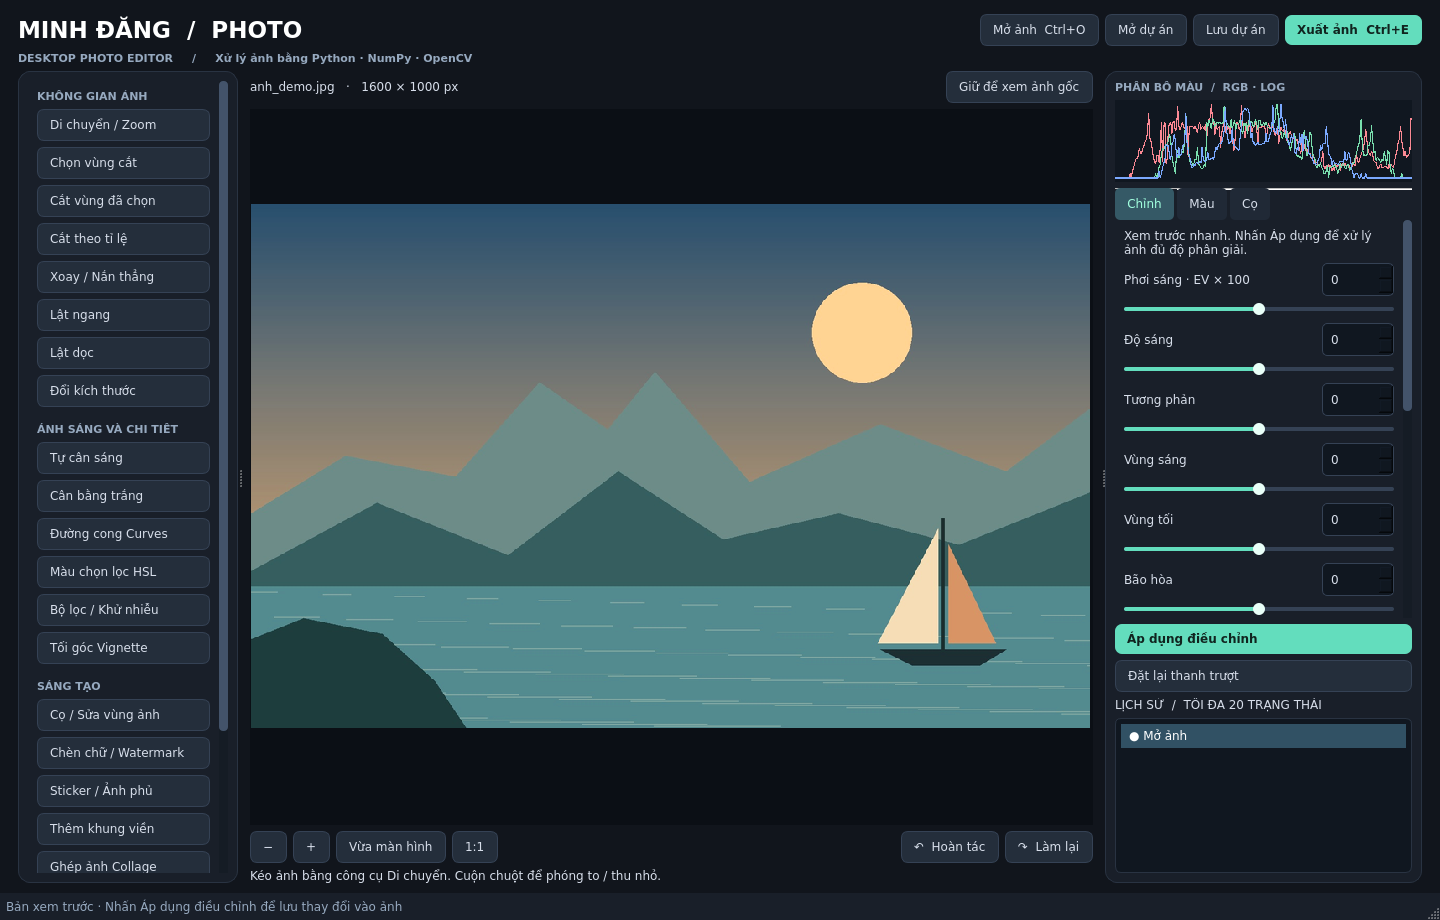 MINH ĐĂNG / PHOTO
Mở ảnh Ctrl+O
Mở dự án
Lưu dự án
Xuất ảnh Ctrl+E
DESKTOP PHOTO EDITOR / Xử lý ảnh bằng Python · NumPy · OpenCV
KHÔNG GIAN ẢNH
Di chuyển / Zoom
Chọn vùng cắt
Cắt vùng đã chọn
Cắt theo tỉ lệ
Xoay / Nắn thẳng
Lật ngang
Lật dọc
Đổi kích thước
ÁNH SÁNG VÀ CHI TIẾT
Tự cân sáng
Cân bằng trắng
Đường cong Curves
Màu chọn lọc HSL
Bộ lọc / Khử nhiễu
Tối góc Vignette
SÁNG TẠO
Cọ / Sửa vùng ảnh
Chèn chữ / Watermark
Sticker / Ảnh phủ
Thêm khung viền
Ghép ảnh Collage
anh_demo.jpg · 1600 × 1000 px
Giữ để xem ảnh gốc
−
+
Vừa màn hình
1:1
↶ Hoàn tác
↷ Làm lại
Kéo ảnh bằng công cụ Di chuyển. Cuộn chuột để phóng to / thu nhỏ.
PHÂN BỐ MÀU / RGB · LOG
Chỉnh
Màu
Cọ
Xem trước nhanh. Nhấn Áp dụng để xử lý
ảnh đủ độ phân giải.
Phơi sáng · EV × 100
0
Độ sáng
0
Tương phản
0
Vùng sáng
0
Vùng tối
0
Bão hòa
0
Áp dụng điều chỉnh
Đặt lại thanh trượt
LỊCH SỬ / TỐI ĐA 20 TRẠNG THÁI
● Mở ảnh
Bản xem trước · Nhấn Áp dụng điều chỉnh để lưu thay đổi vào ảnh